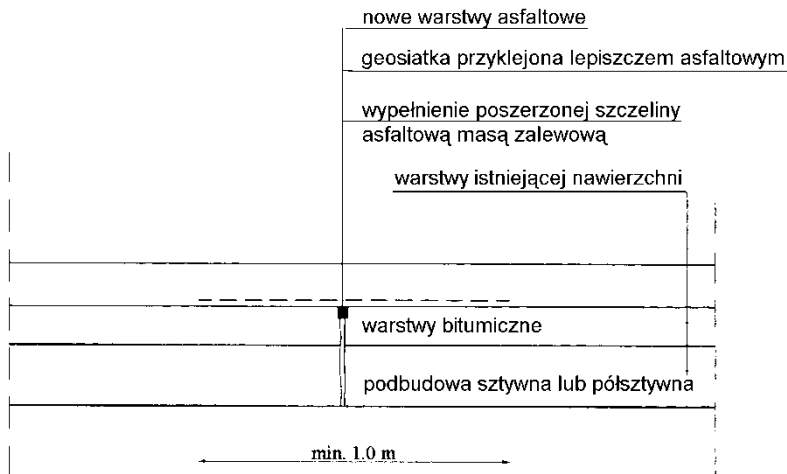 nowe warstwy asfaltowe
geosiatka przyklejona lepiszczem asfaltowym
wypełnienie poszerzonej szczeliny
asfaltową masą zalewową
warstwy istniejącej nawierzchni
warstwy bitumiczne
podbudowa sztywna lub półsztywna
min. 1.0 m